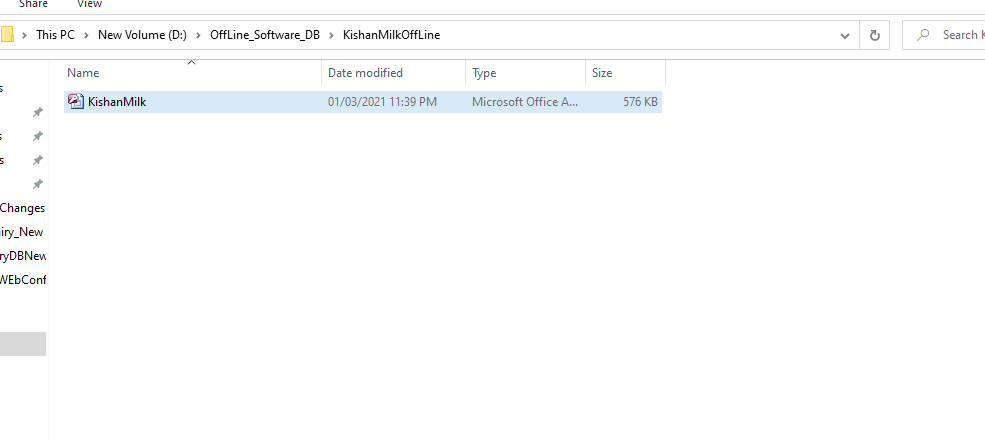 Share View
This PC > New Volume (D:) > OffLine_Software_DB > KishanMilkOffLine
Search K
Name Date modified Type Size
KishanMilk 01/03/2021 11:39 PM Microsoft Office A... 576 KB
s
s
s
Changes
iry_New
ryDBNew
WEbConf